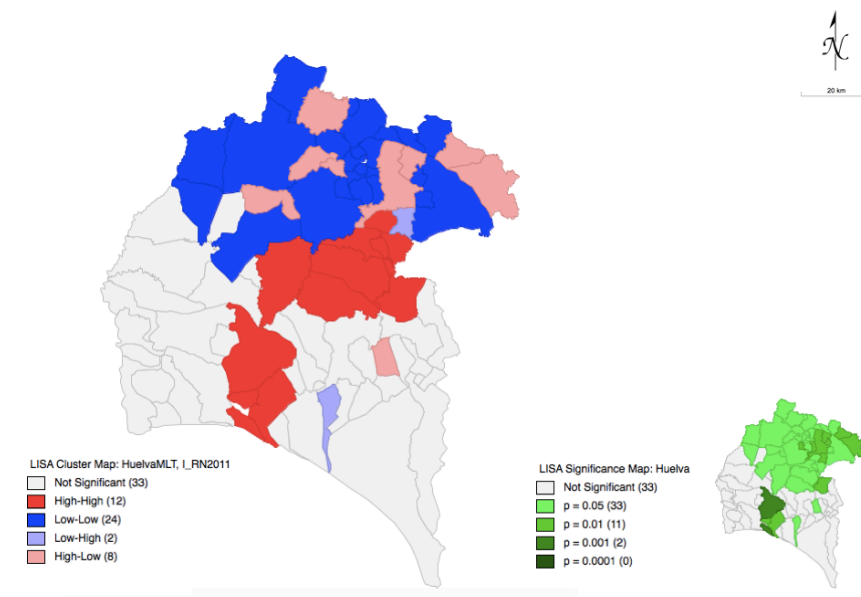 N
20 km
LISA Cluster Map: HuelvaMLT, I_RN2011
Not Significant (33)
High-High (12)
Low-Low (24)
Low-High (2)
High-Low (8)
LISA Significance Map: Huelva
Not Significant (33)
p = 0.05 (33)
p = 0.01 (11)
p = 0.001 (2)
p = 0.0001 (0)